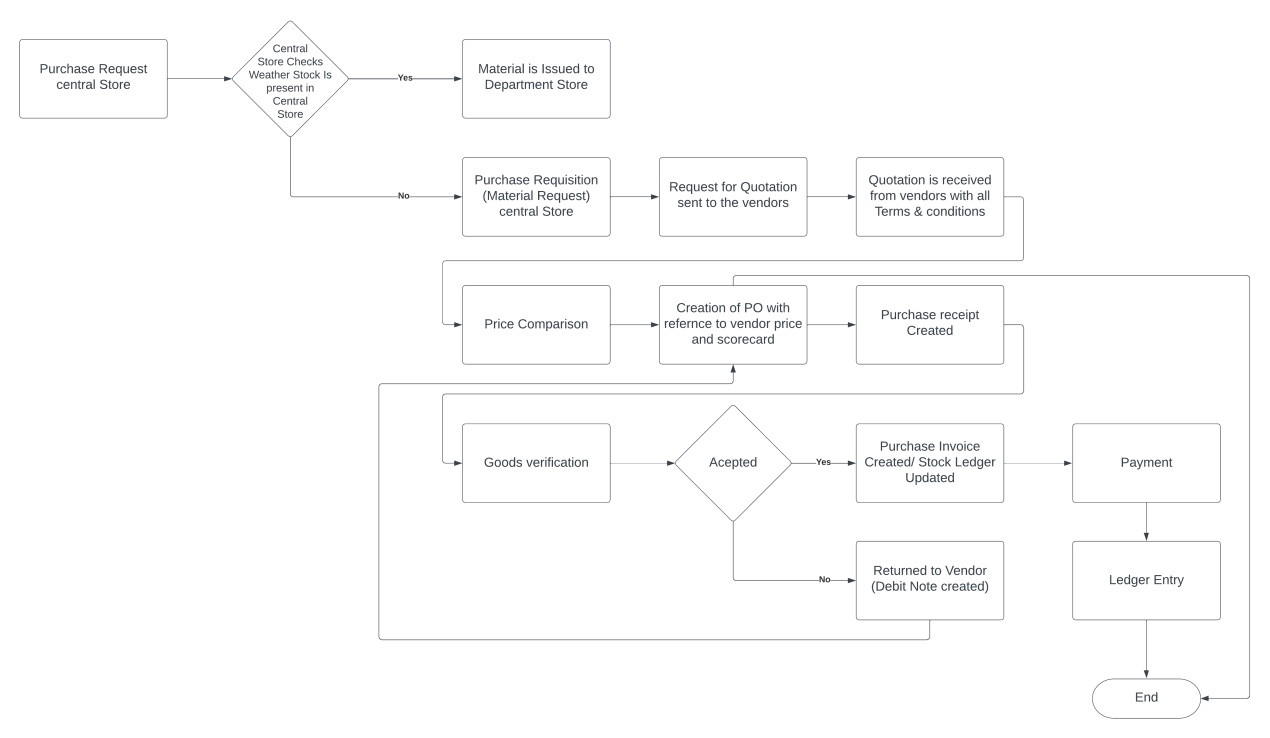 Purchase Request
central Store
Central
Store Checks
Weather Stock Is
present in
Central
Store
Yes
Material is Issued to
Department Store
No
Purchase Requisition
(Material Request)
central Store
Request for Quotation
sent to the vendors
Quotation is received
from vendors with all
Terms & conditions
Price Comparison
Creation of PO with
refernce to vendor price
and scorecard
Purchase receipt
Created
Goods verification
Acepted
Yes
Purchase Invoice
Created/ Stock Ledger
Updated
Payment
No
Returned to Vendor
(Debit Note created)
Ledger Entry
End